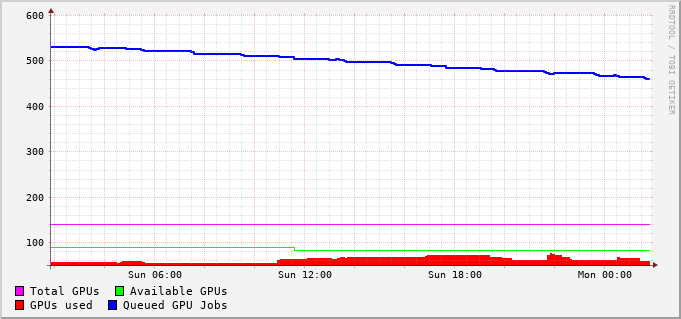 600
500
400
300
200
100
Sun 06:00 Sun 12:00 Sun 18:00 Mon 00:00
Total GPUs Available GPUs
GPUs used Queued GPU Jobs
RRDTOOL / TOBI OETIKER